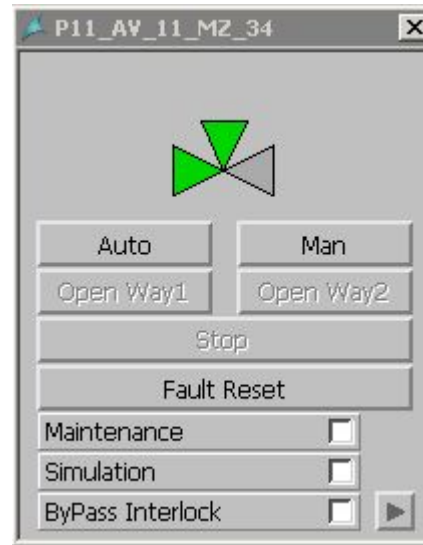 P11_AV_11_MZ_34
Auto Man
Open Way1 Open Way2
Stop
Fault Reset
Maintenance
Simulation
ByPass Interlock